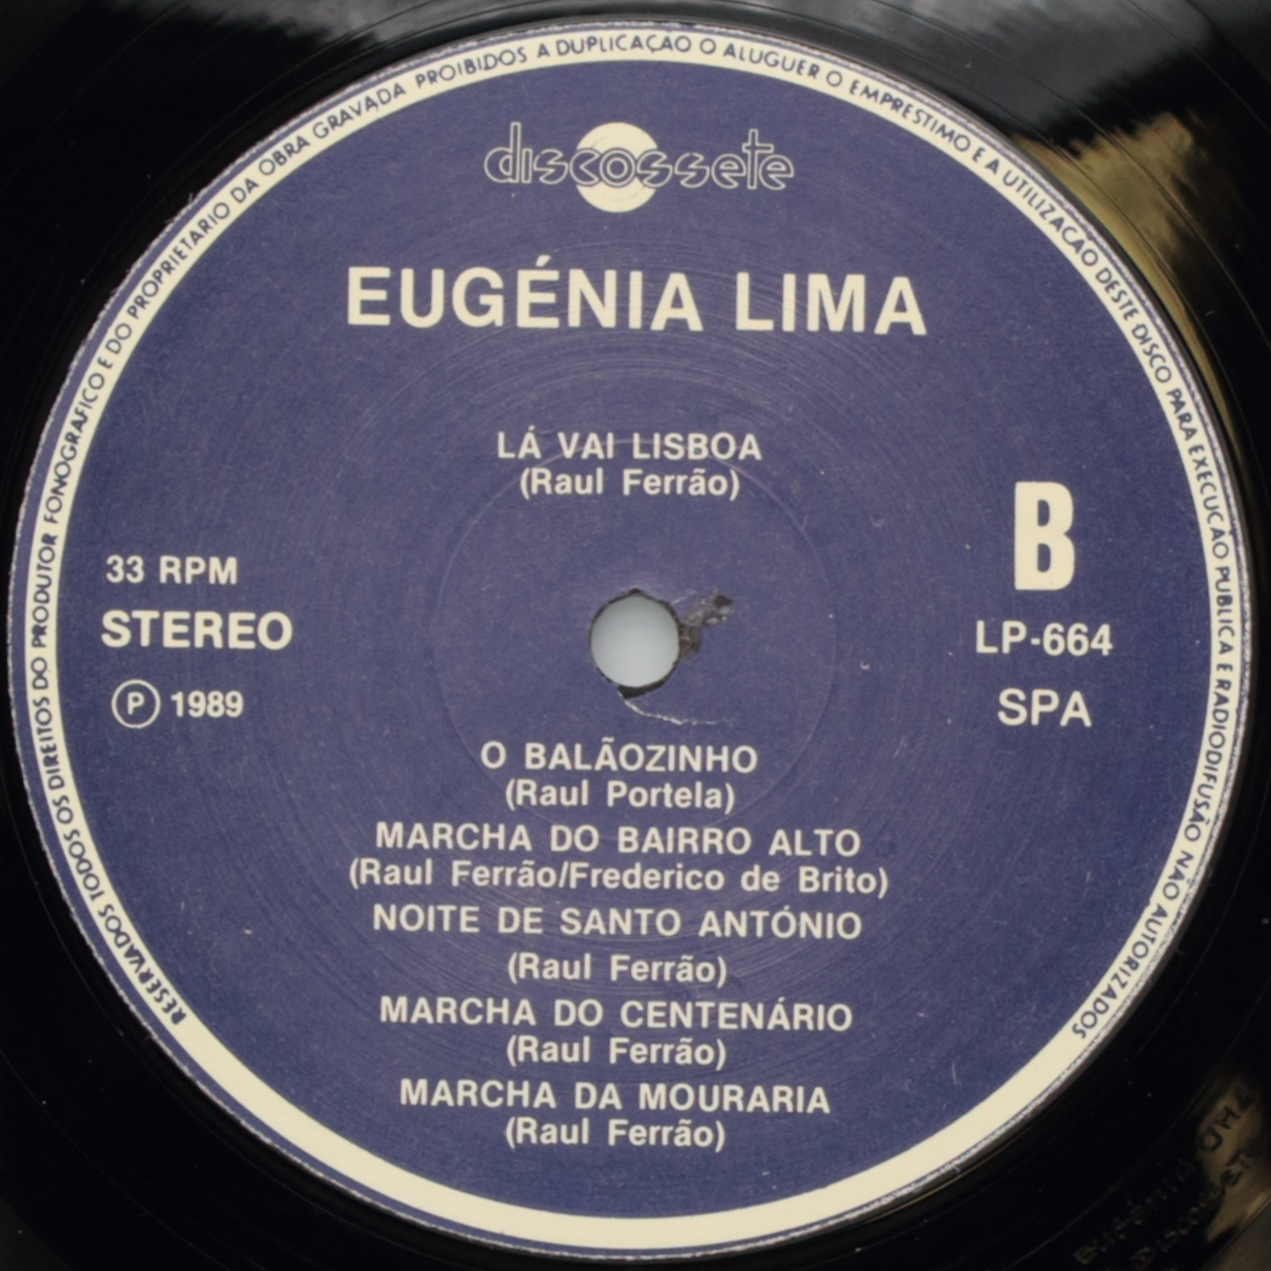 RESERVADOS TODOS OS DIREITOS DO PRODUTOR FONOGRAFICO E DO PROPRIETARIO DA OBRA GRAVADA PROIBIDOS A DUPLICAÇAO O ALUGUER O EMPRESTIMO E A UTILIZACAO DESTE DISCO PARA EXECUCÃO PUBLICA E RADIODIFUSÃO NÃO AUTORIZADOS
discossete
EUGÉNIA LIMA
LÁ VAI LISBOA
(Raul Ferrão)
33 RPM
STEREO
Ⓟ 1989
B
LP-664
SPA
O BALÃOZINHO
(Raul Portela)
MARCHA DO BAIRRO ALTO
(Raul Ferrão/Frederico de Brito)
NOITE DE SANTO ANTÓNIO
(Raul Ferrão)
MARCHA DO CENTENÁRIO
(Raul Ferrão)
MARCHA DA MOURARIA
(Raul Ferrão)